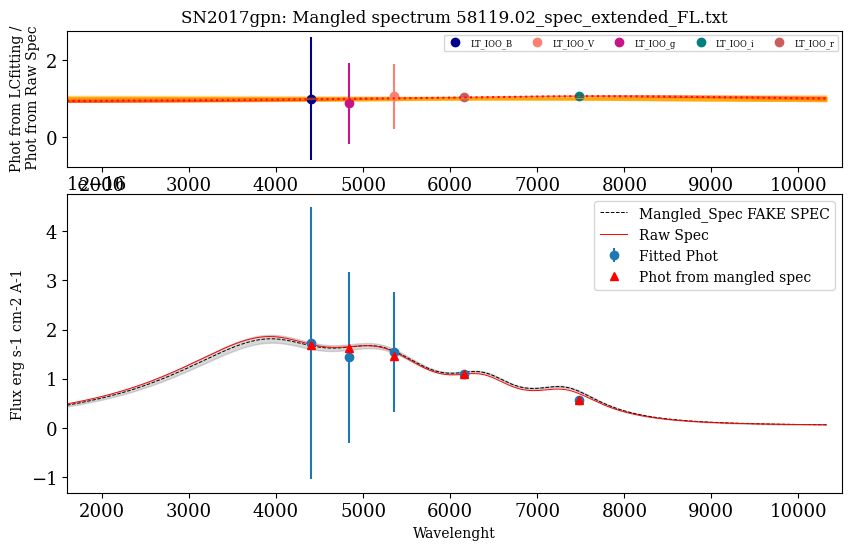 SN2017gpn: Mangled spectrum 58119.02_spec_extended_FL.txt
Phot from LCfitting /
Phot from Raw Spec
LT_IOO_B LT_IOO_V LT_IOO_g LT_IOO_i LT_IOO_r
2
0
3000 4000 5000 6000 7000 8000 9000 10000
Mangled_Spec FAKE SPEC
Raw Spec
Fitted Phot
Phot from mangled spec
Flux erg s-1 cm-2 A-1
4
3
2
1
0
−1
2000 3000 4000 5000 6000 7000 8000 9000 10000
Wavelenght